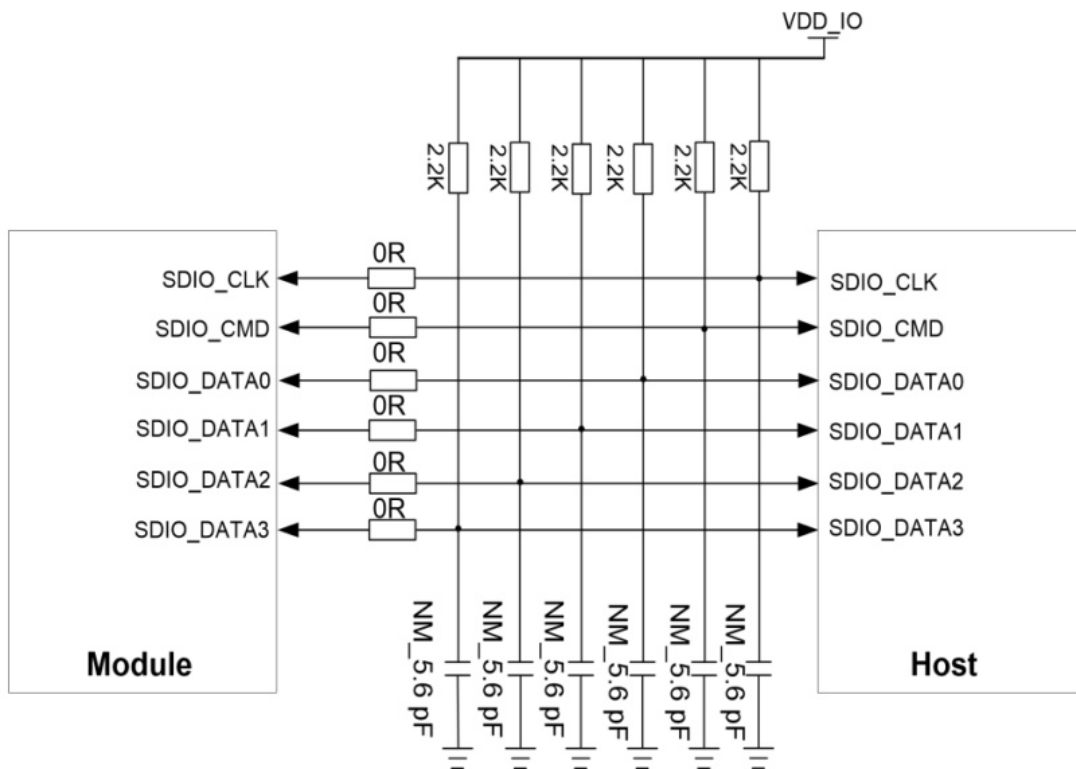 VDD_IO
2.2K
2.2K
2.2K
2.2K
2.2K
2.2K
0R
SDIO_CLK
SDIO_CLK
0R
SDIO_CMD
SDIO_CMD
0R
SDIO_DATA0
SDIO_DATA0
0R
SDIO_DATA1
SDIO_DATA1
0R
SDIO_DATA2
SDIO_DATA2
0R
SDIO_DATA3
SDIO_DATA3
NM_5.6 pF
NM_5.6 pF
NM_5.6 pF
NM_5.6 pF
NM_5.6 pF
NM_5.6 pF
Module
Host